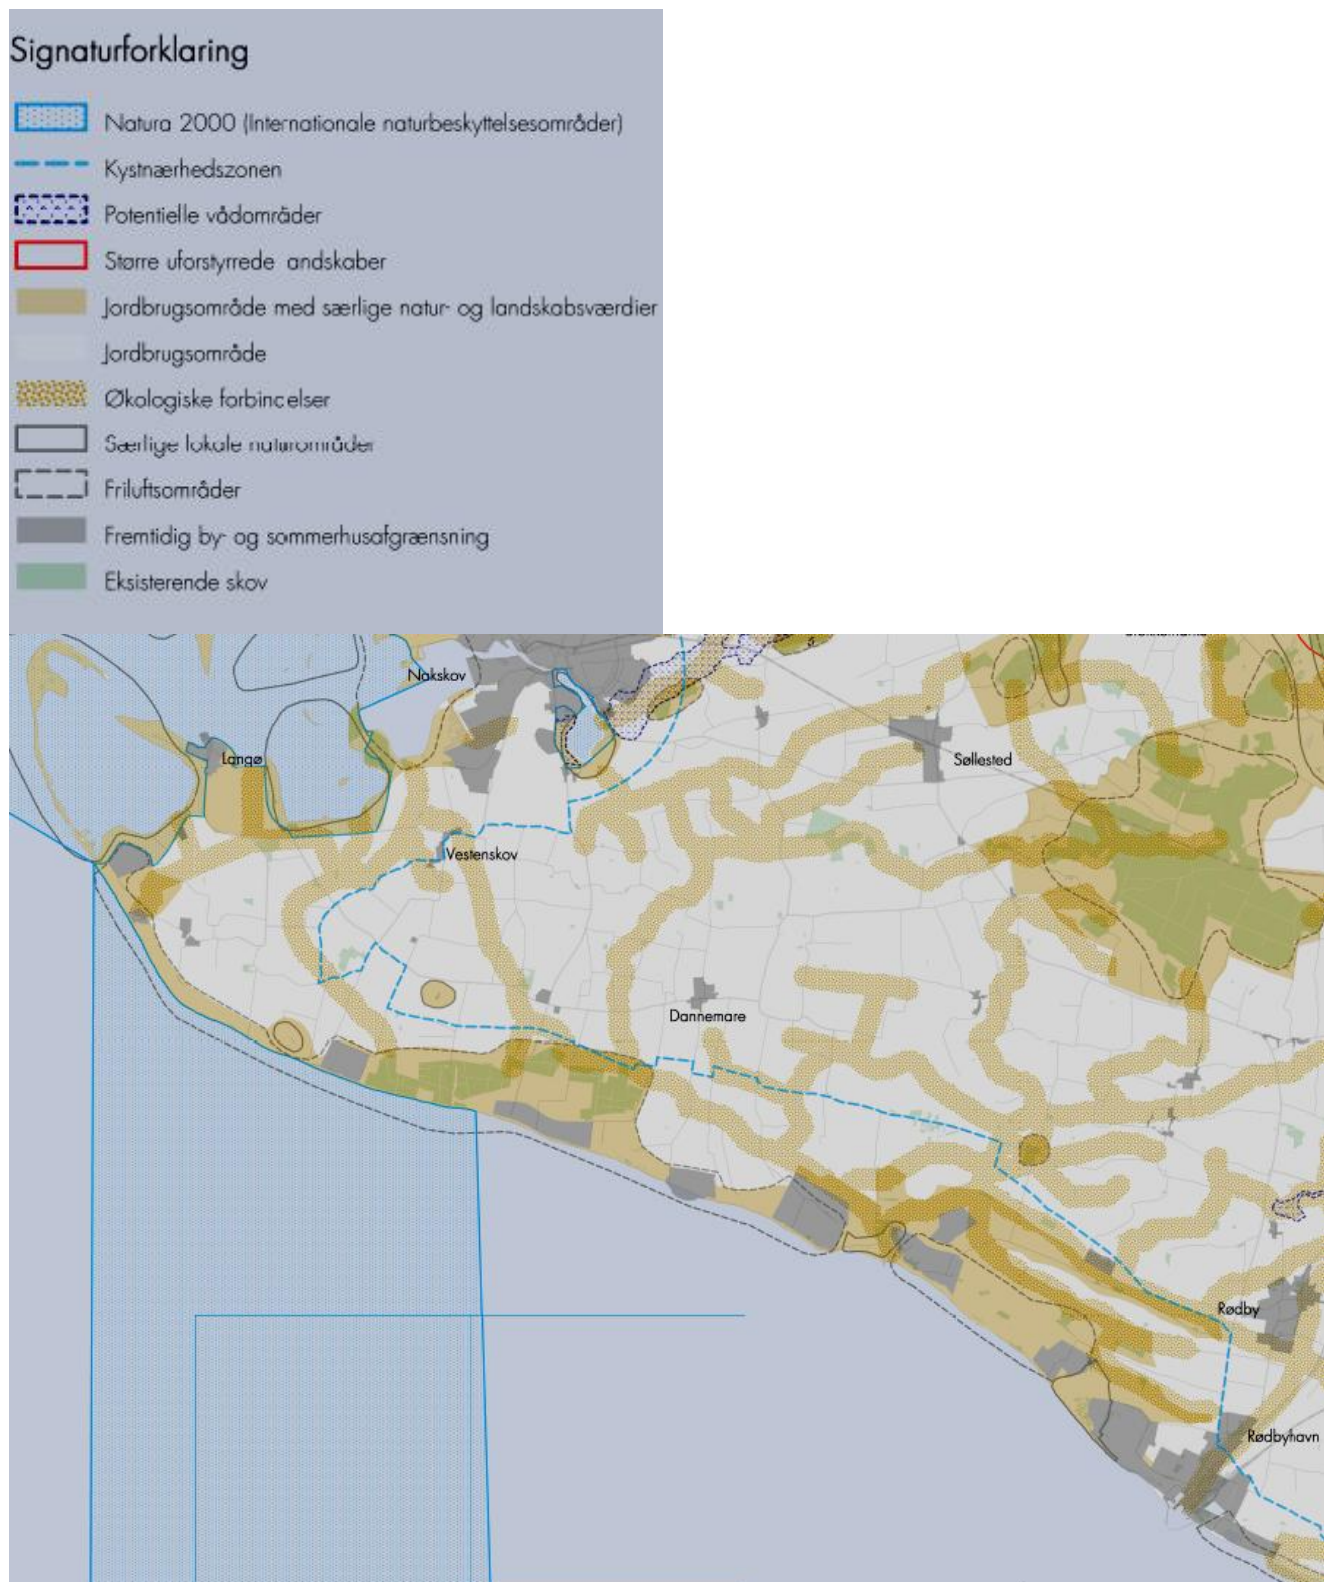 Signaturforklaring
Natura 2000 (Internationale naturbeskyttelsesområder)
Kystnærhedszonen
Potentielle vådområder
Større uforstyrrede andskaber
Jordbrugsområde med særlige natur- og landskabsværdier
Jordbrugsområde
Økologiske forbincelser
Særlige lokale naturområder
Friluftsområder
Fremtidig by- og sommerhusafgrænsning
Eksisterende skov
Nakskov
Langø
Søllested
Vestenskov
Dannemare
Rødby
Rødbyhavn